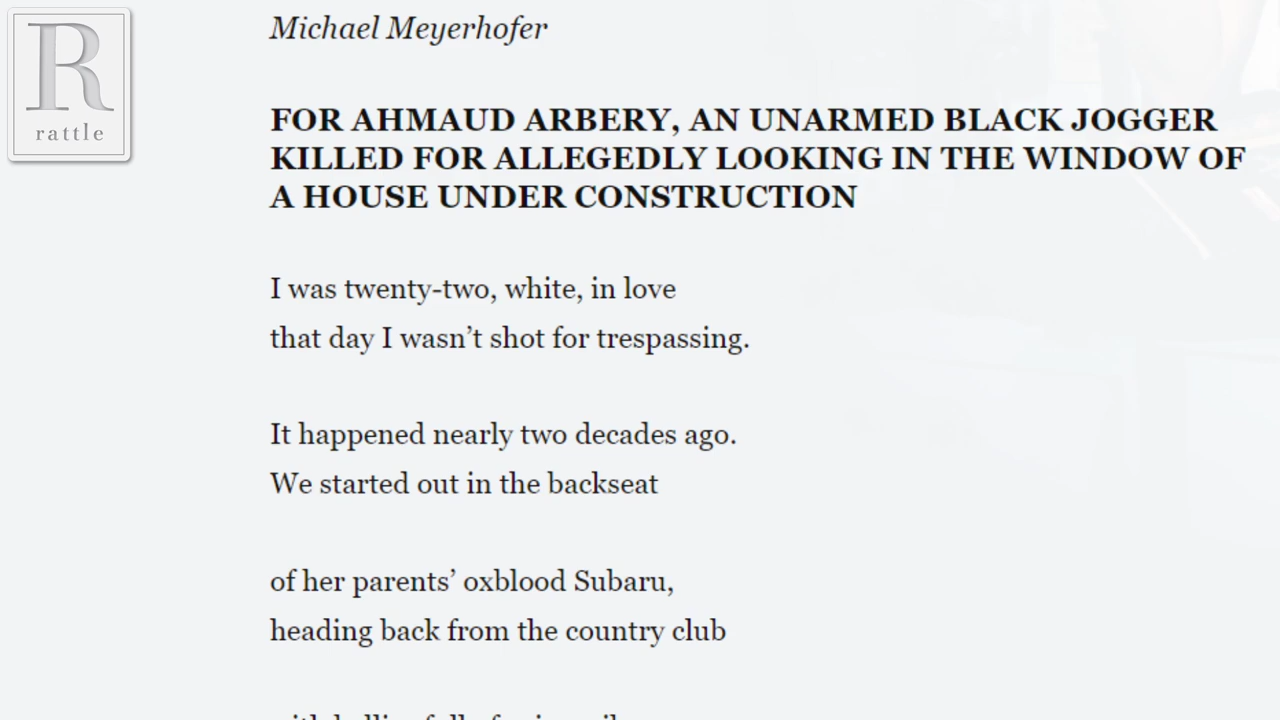 R
rattle
Michael Meyerhofer
FOR AHMAUD ARBERY, AN UNARMED BLACK JOGGER
KILLED FOR ALLEGEDLY LOOKING IN THE WINDOW OF
A HOUSE UNDER CONSTRUCTION
I was twenty-two, white, in love
that day I wasn’t shot for trespassing.
It happened nearly two decades ago.
We started out in the backseat
of her parents’ oxblood Subaru,
heading back from the country club